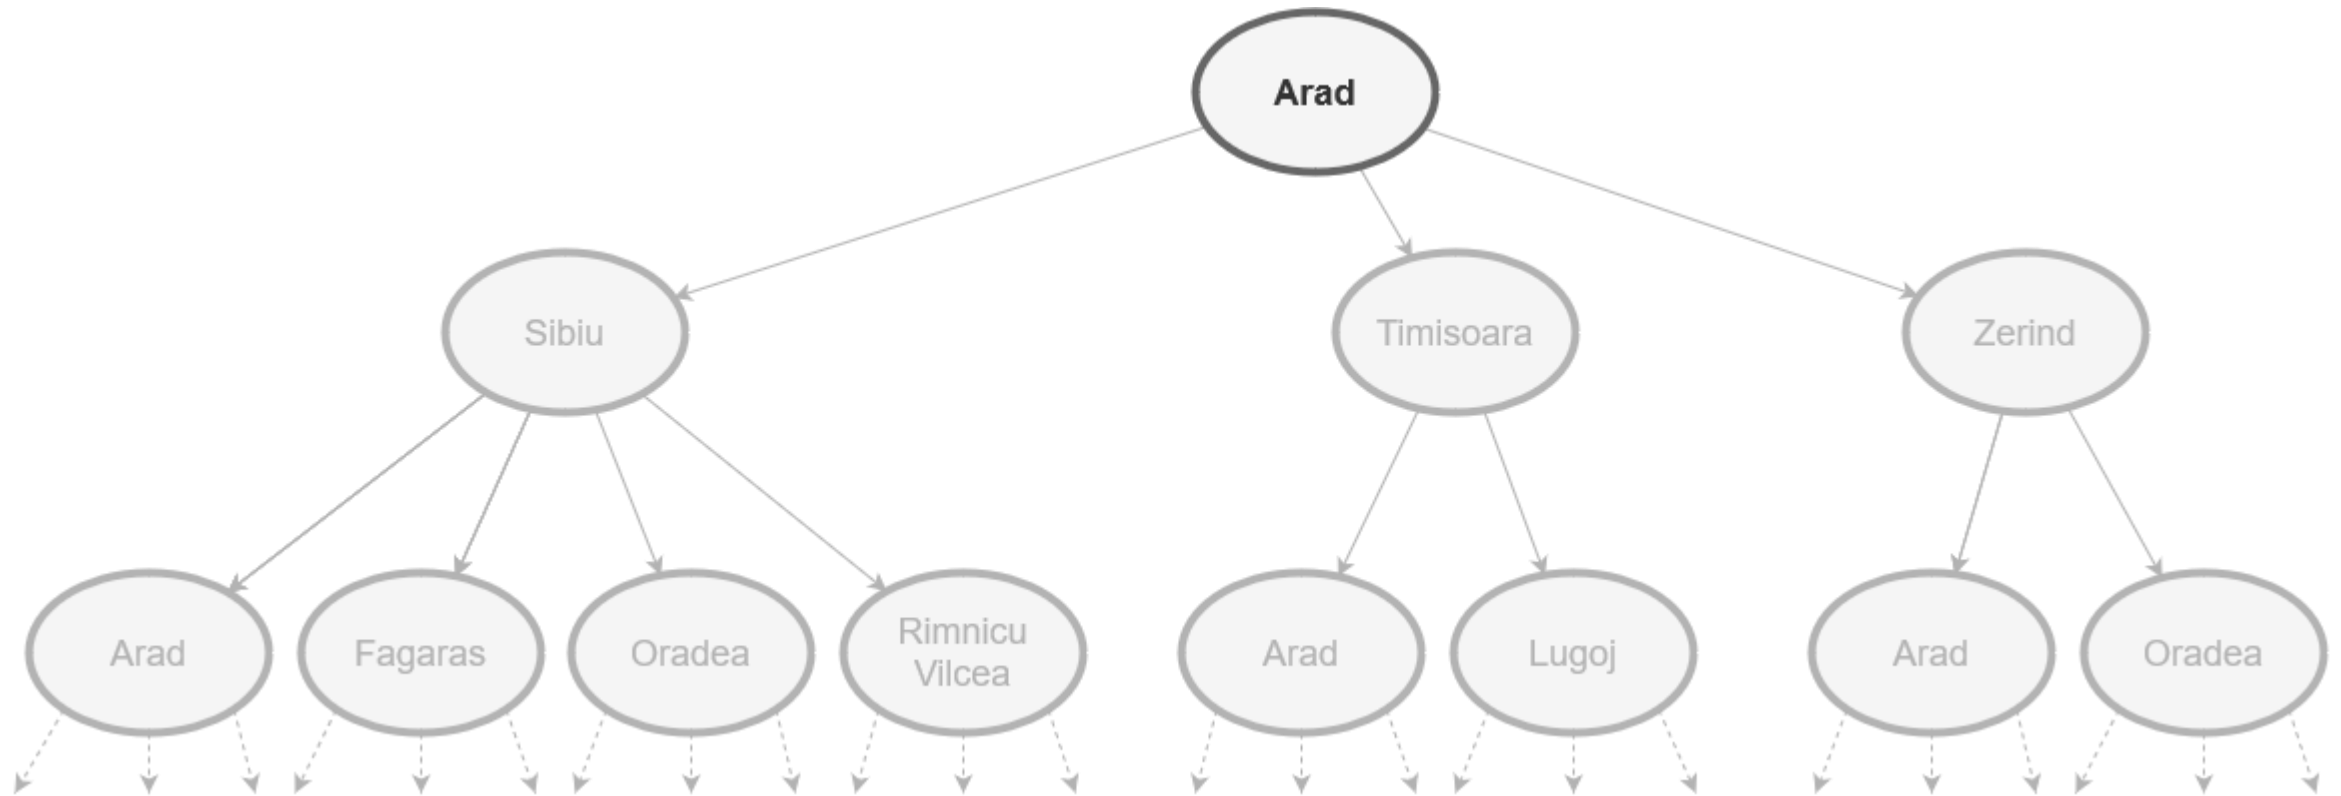 Arad
Sibiu
Timisoara
Zerind
Arad
Fagaras
Oradea
Rimnicu
Vilcea
Arad
Lugoj
Arad
Oradea